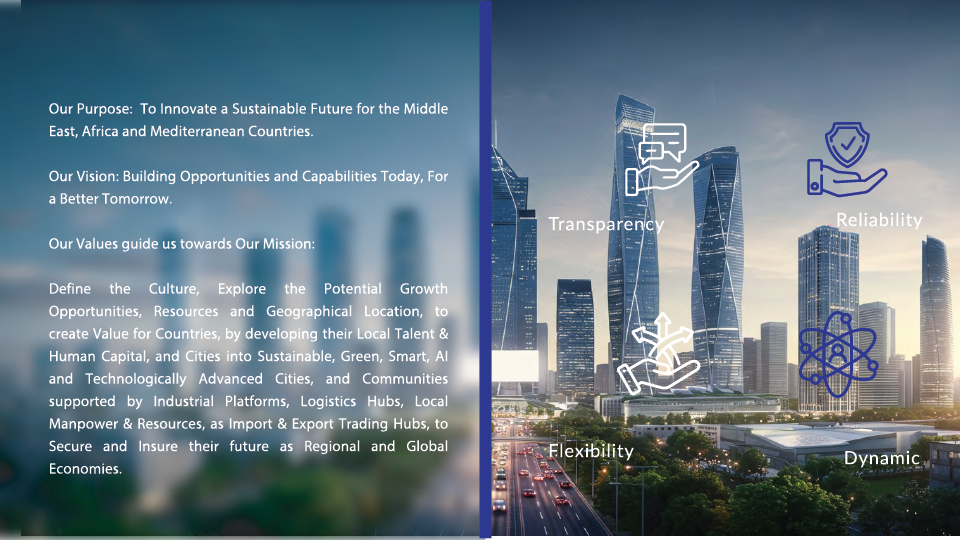 Our Purpose: To Innovate a Sustainable Future for the Middle
East, Africa and Mediterranean Countries.
Our Vision: Building Opportunities and Capabilities Today, For
a Better Tomorrow.
Our Values guide us towards Our Mission:
Define the Culture, Explore the Potential Growth
Opportunities, Resources and Geographical Location, to
create Value for Countries, by developing their Local Talent &
Human Capital, and Cities into Sustainable, Green, Smart, AI
and Technologically Advanced Cities, and Communities
supported by Industrial Platforms, Logistics Hubs, Local
Manpower & Resources, as Import & Export Trading Hubs, to
Secure and Insure their future as Regional and Global
Economies.
Transparency
Reliability
Flexibility
Dynamic